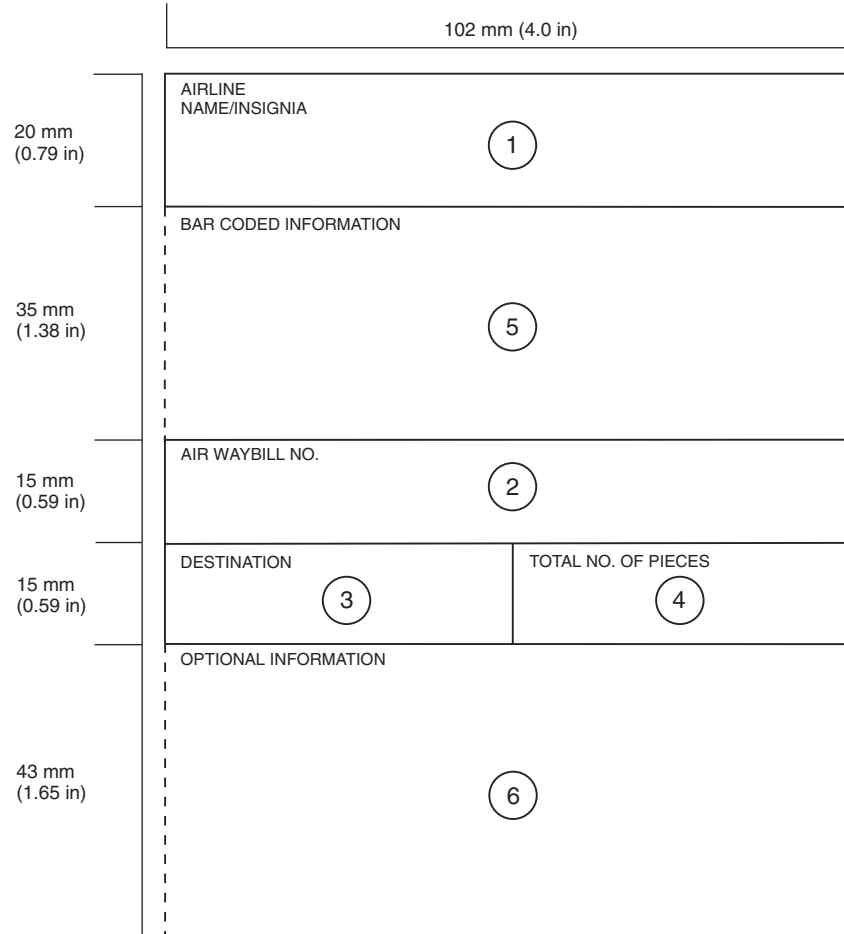 102 mm (4.0 in)
AIRLINE
NAME/INSIGNIA
20 mm
(0.79 in)
1
BAR CODED INFORMATION
35 mm
(1.38 in)
5
AIR WAYBILL NO.
15 mm
(0.59 in)
2
DESTINATION
TOTAL NO. OF PIECES
15 mm
(0.59 in)
3
4
OPTIONAL INFORMATION
43 mm
(1.65 in)
6